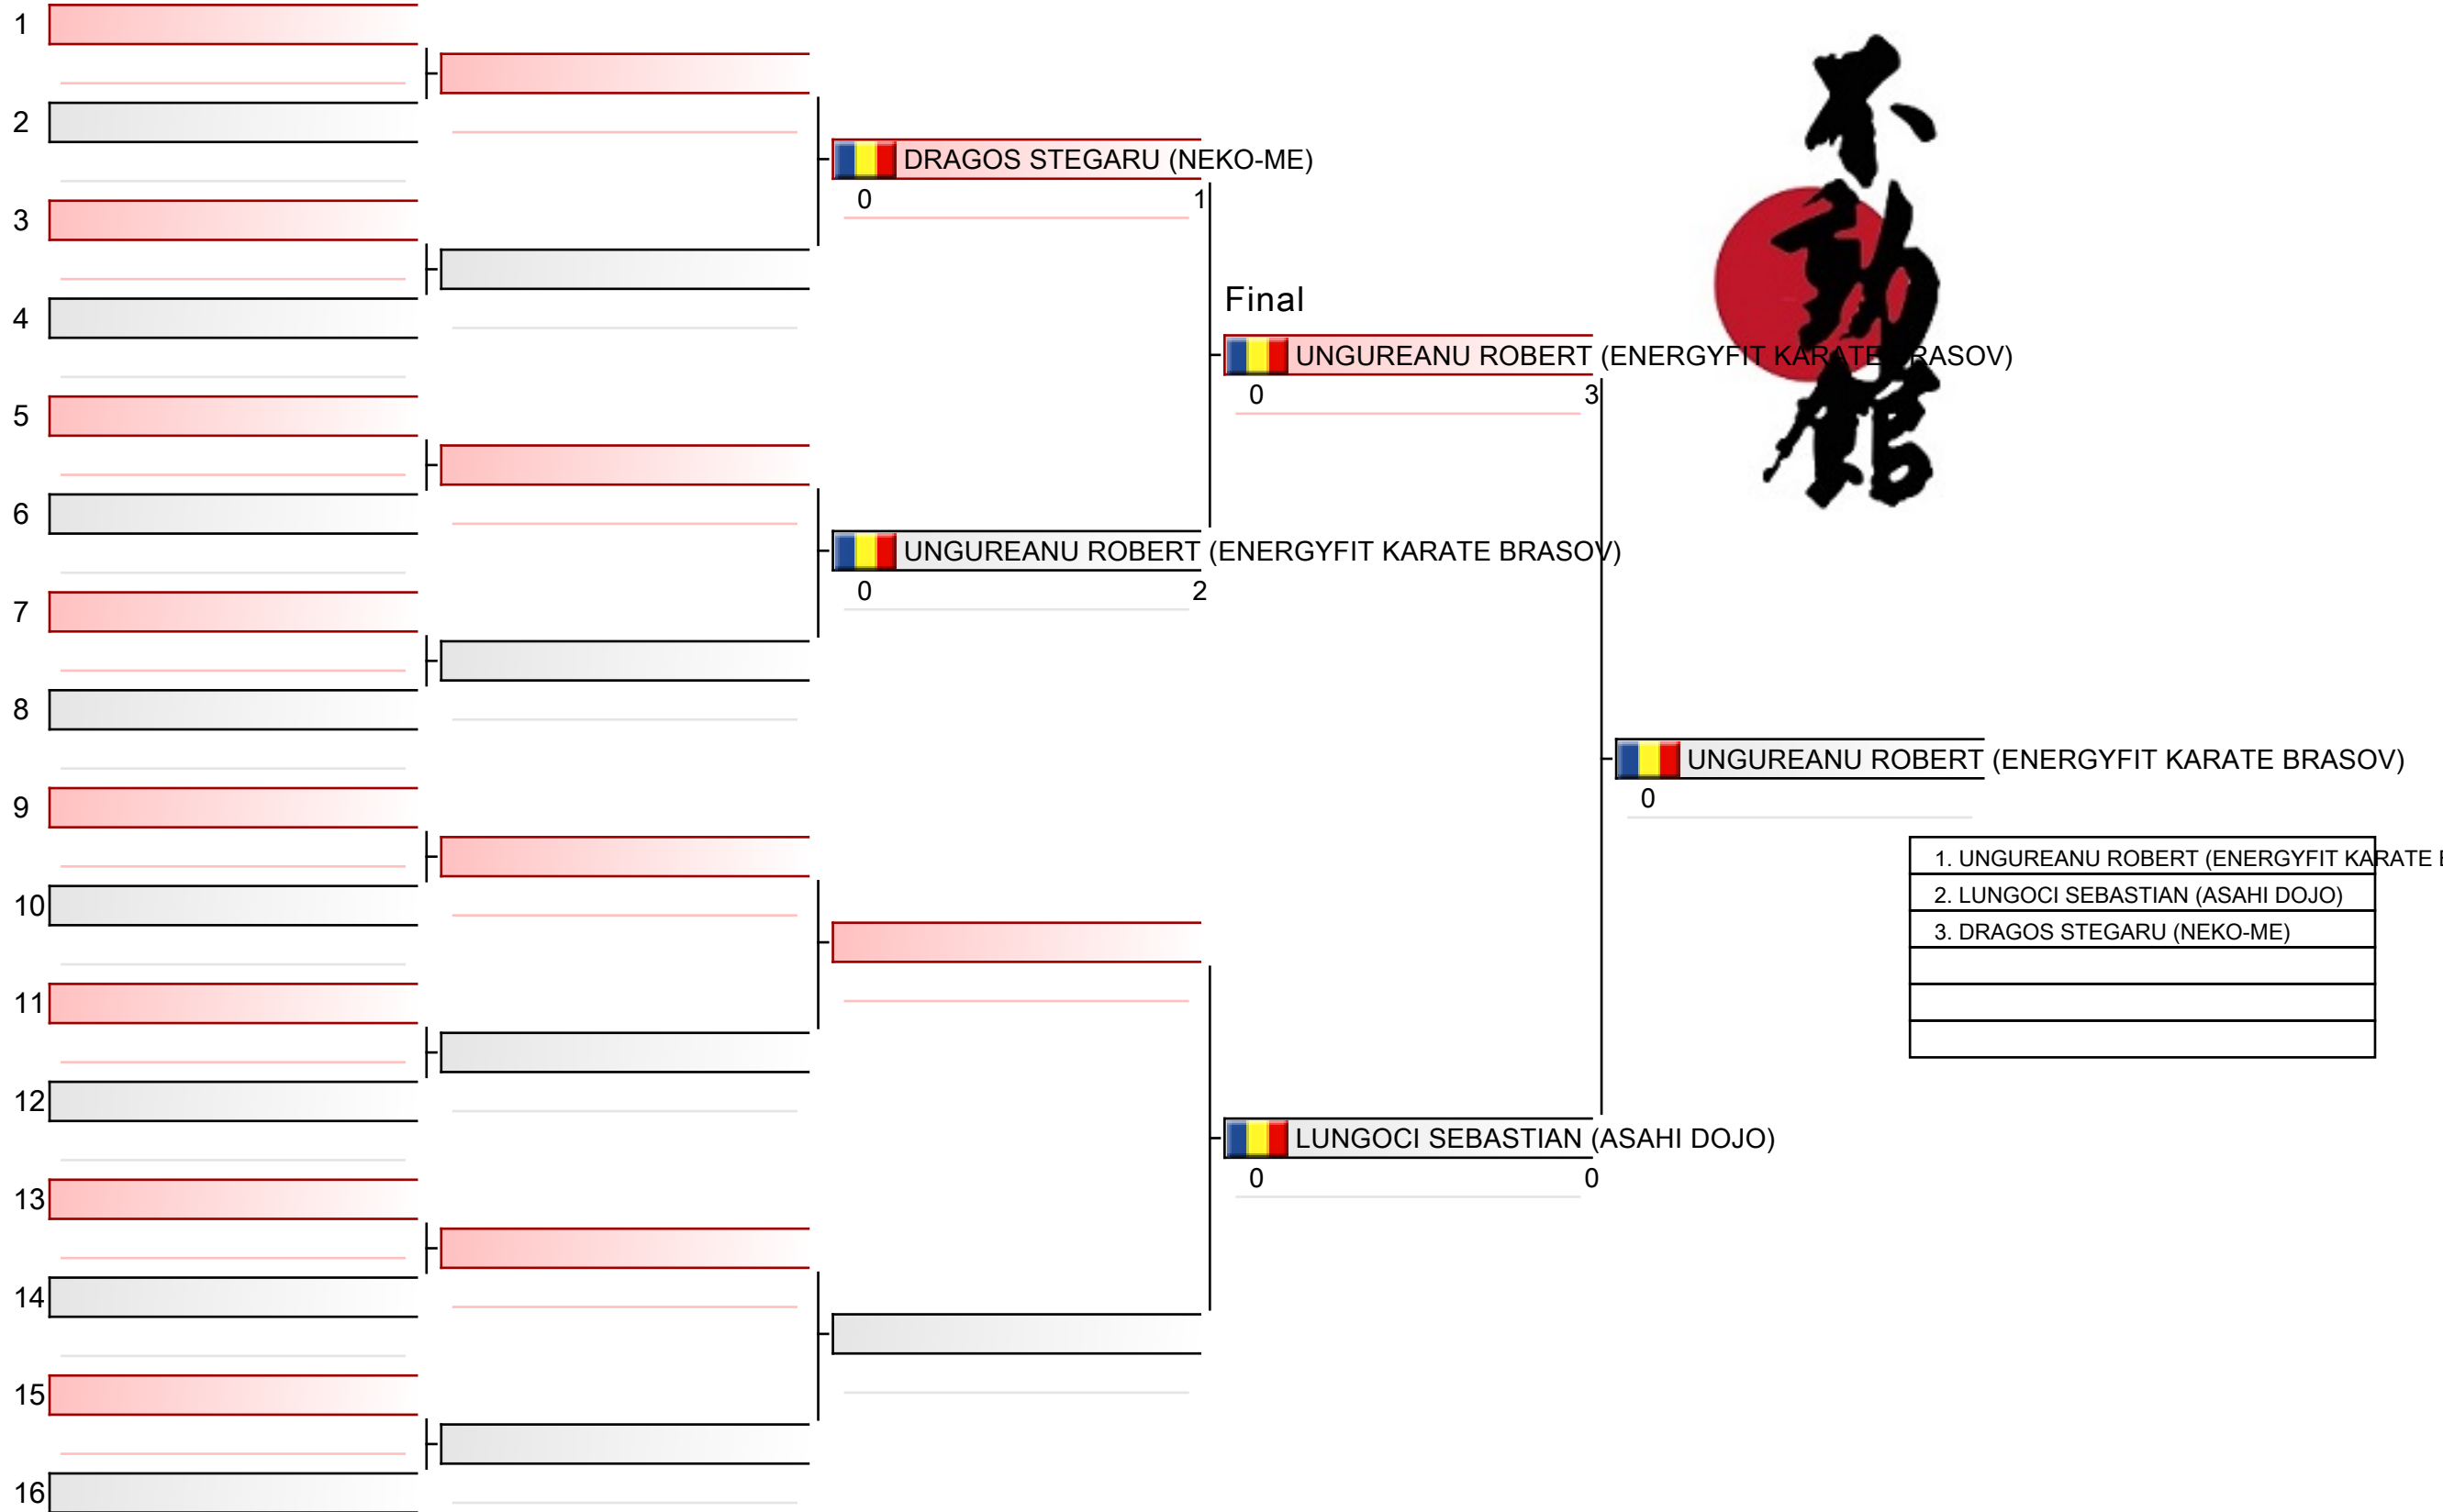 1
2
DRAGOS STEGARU (NEKO-ME)
0 1
3
Final
4
UNGUREANU ROBERT (ENERGYFIT KARATE BRASOV)
0 3
5
6
UNGUREANU ROBERT (ENERGYFIT KARATE BRASOV)
0 2
7
8
UNGUREANU ROBERT (ENERGYFIT KARATE BRASOV)
0
9
1. UNGUREANU ROBERT (ENERGYFIT KARATE
10
2. LUNGOCI SEBASTIAN (ASAHI DOJO)
3. DRAGOS STEGARU (NEKO-ME)
11
12
LUNGOCI SEBASTIAN (ASAHI DOJO)
0 0
13
14
15
16
不動館